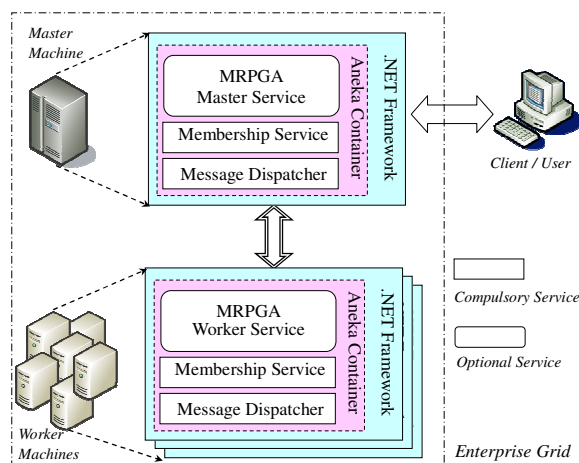 Master
Machine
MRPGA
Master Service
Membership Service
Message Dispatcher
Aneka Container
.NET Framework
Client / User
MRPGA
Worker Service
Membership Service
Message Dispatcher
Aneka Container
.NET Framework
Compulsory Service
Optional Service
Worker
Machines
Enterprise Grid